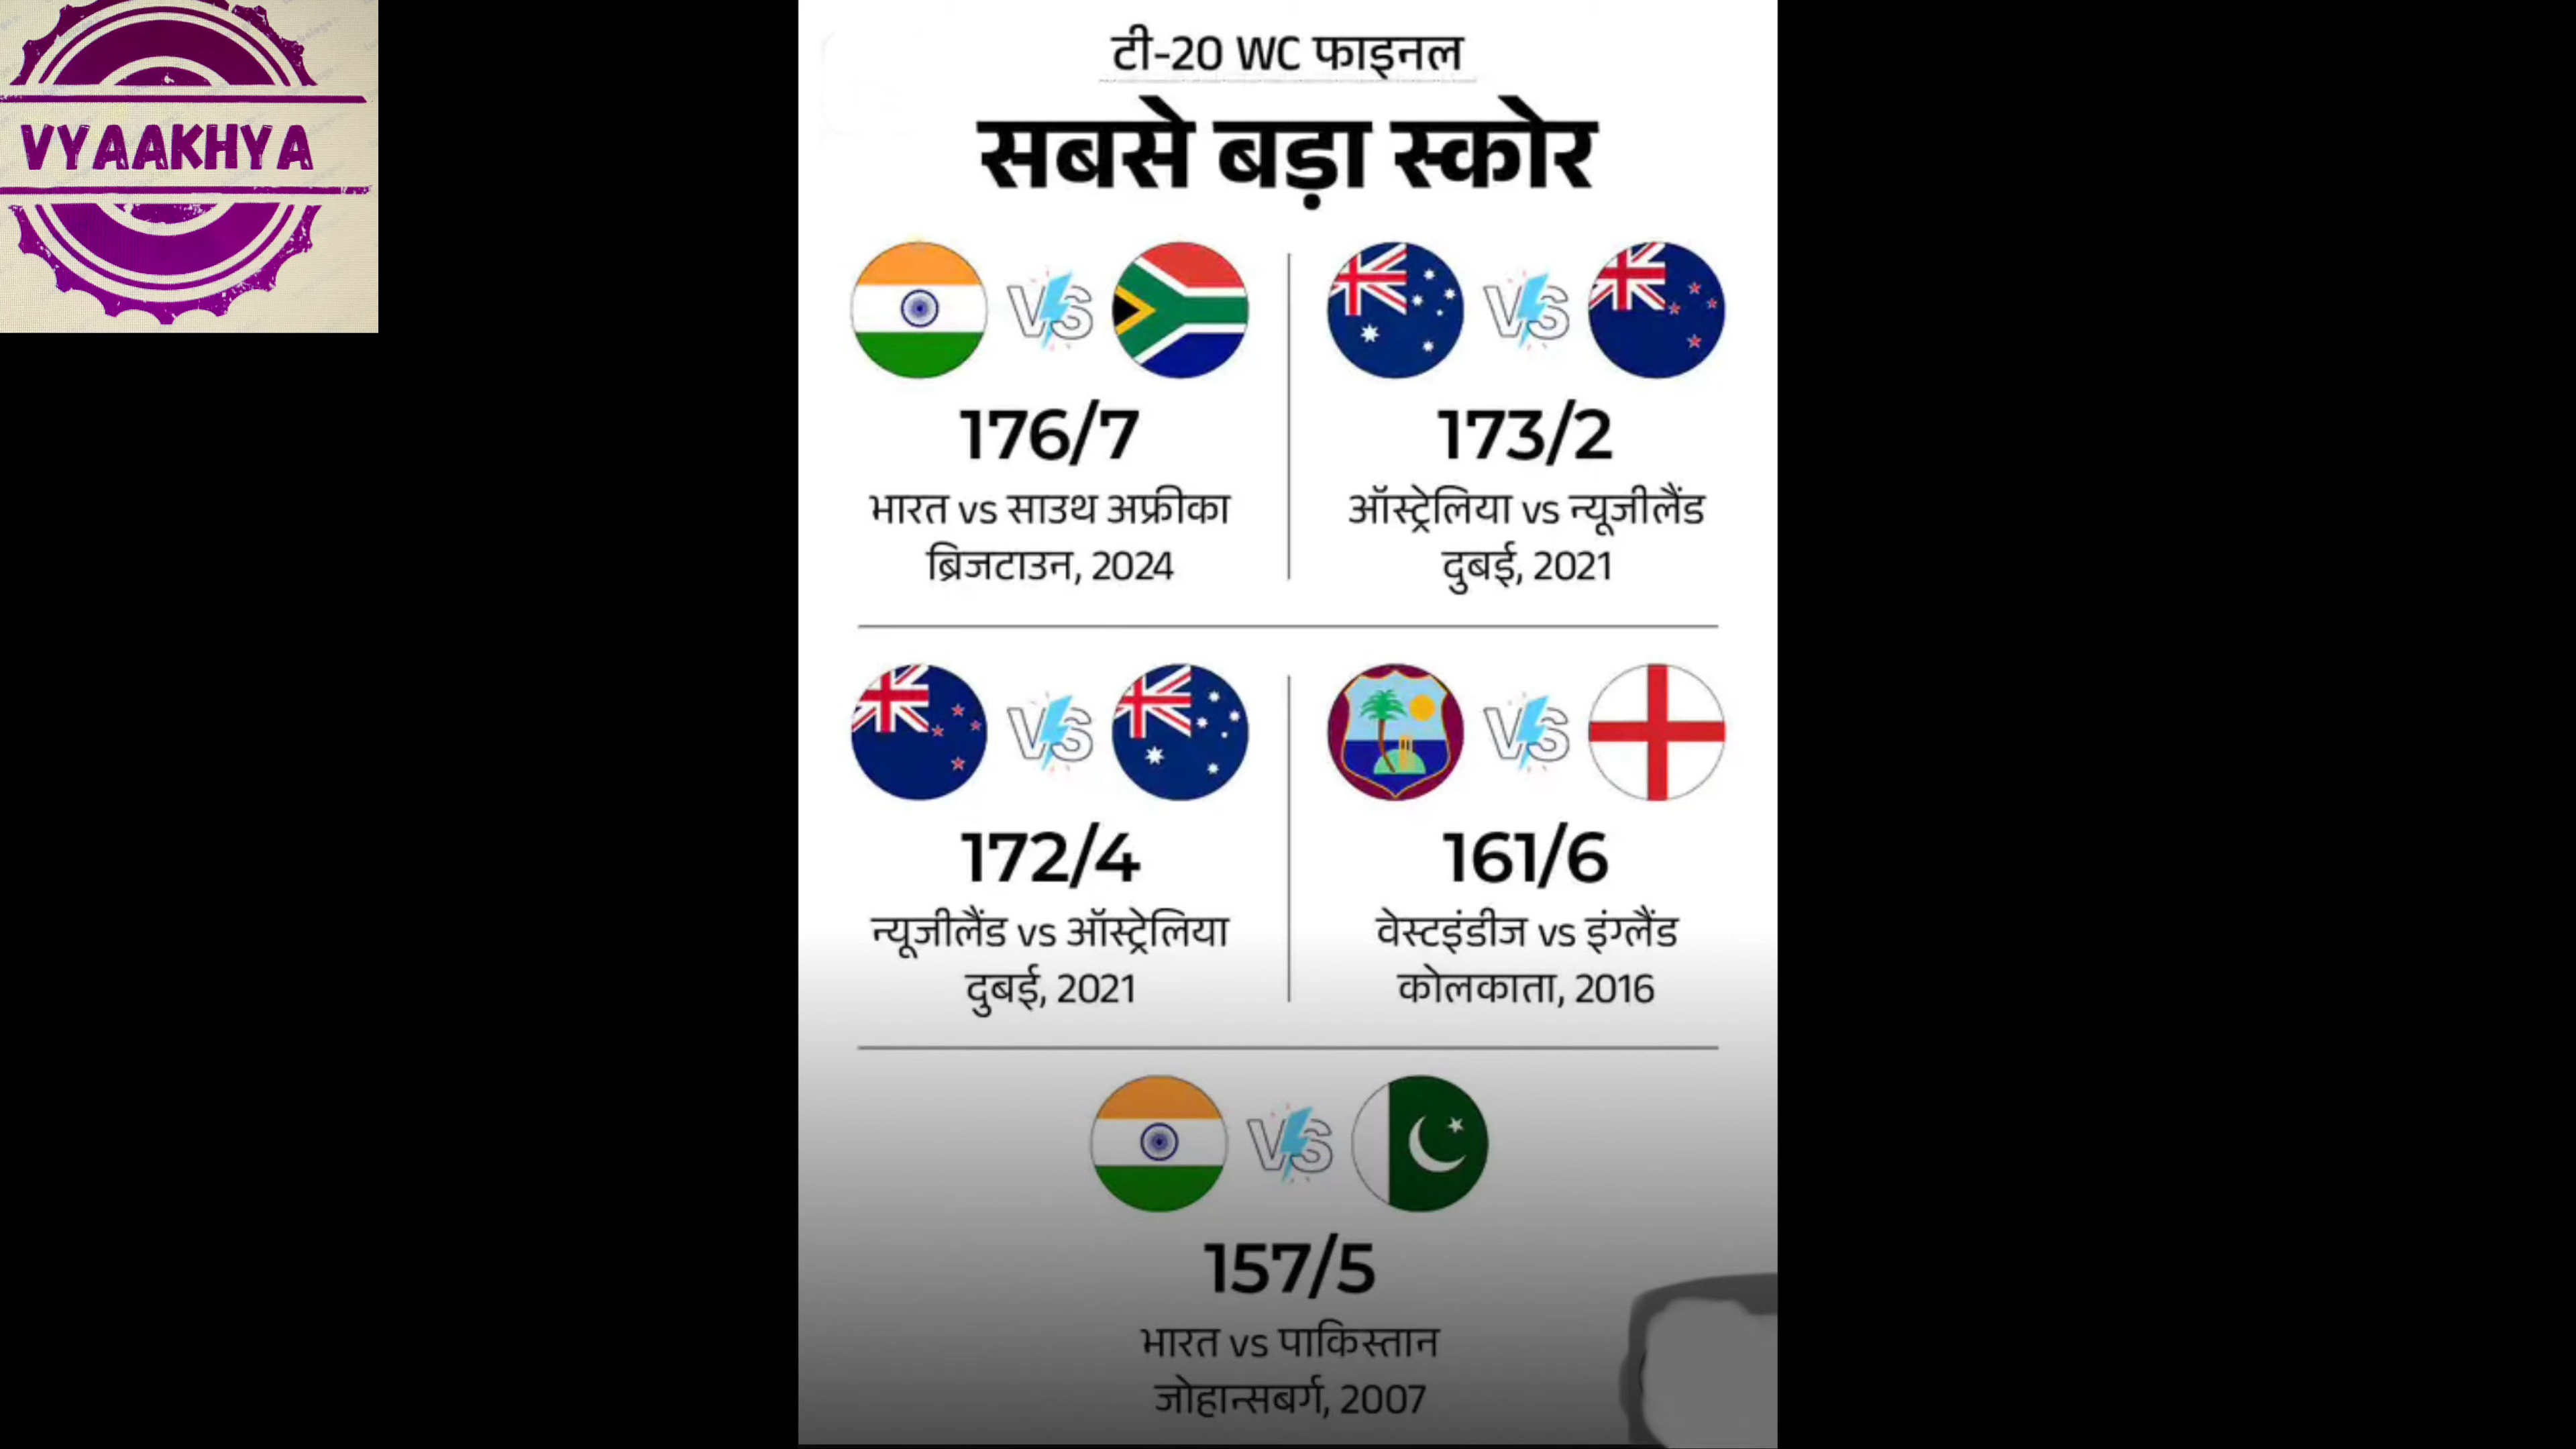 VYAAKHYA
टी-20 WC फाइनल
सबसे बड़ा स्कोर
VS
VS
176/7
173/2
भारत vs साउथ अफ्रीका
ऑस्ट्रेलिया vs न्यूजीलैंड
ब्रिजटाउन, 2024
दुबई, 2021
VS
VS
172/4
161/6
न्यूजीलैंड vs ऑस्ट्रेलिया
वेस्टइंडीज vs इंग्लैंड
दुबई, 2021
कोलकाता, 2016
VS
157/5
भारत vs पाकिस्तान
जोहान्सबर्ग, 2007